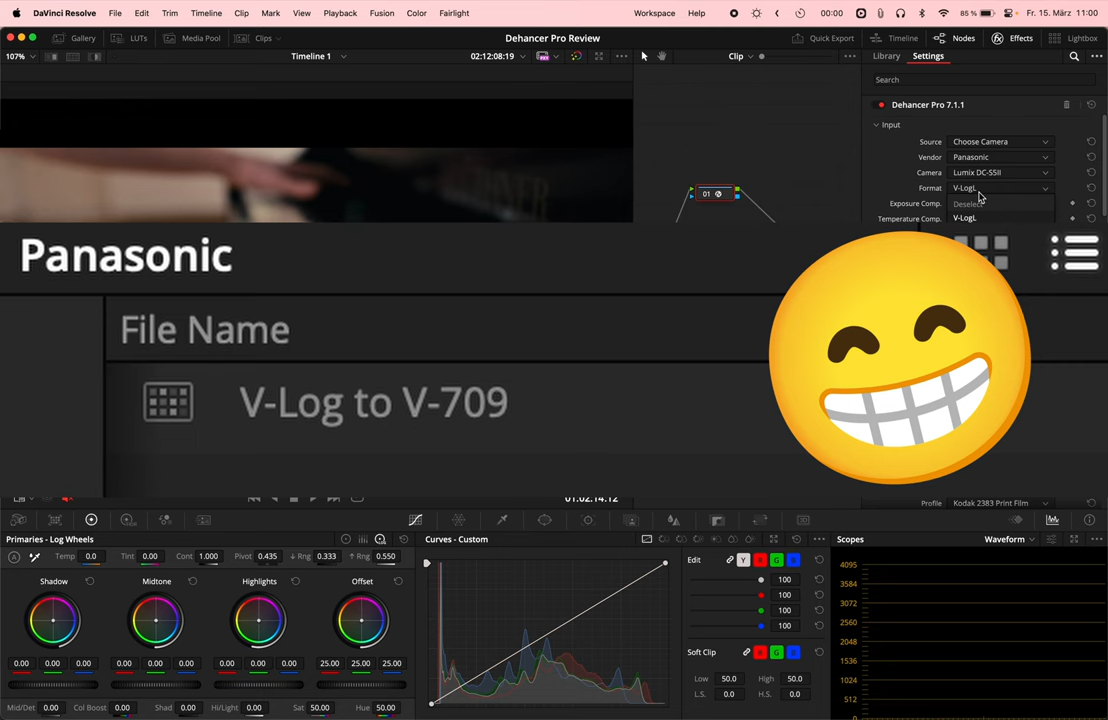 DaVinci Resolve File Edit Trim Timeline Clip Mark View Playback Fusion Color Fairlight Workspace Help 00:00 85 % Fr. 15. März 11:00
Gallery LUTs Media Pool Clips Dehancer Pro Review Quick Export Timeline Nodes Effects Lightbox
107% Timeline 1 02:12:08:19 Clip Library Settings
Search
Dehancer Pro 7.1.1
Input
Source Choose Camera
Vendor Panasonic
Camera Lumix DC-S5II
01
Format V-LogL
Exposure Comp. Deselect
Temperature Comp. V-LogL
Panasonic
File Name
V-Log to V-709
01:02:14:12
Profile Kodak 2383 Print Film
Primaries - Log Wheels
Curves - Custom
Scopes
Waveform
Temp 0.0 Tint 0.00 Cont 1.000 Pivot 0.435 ↓ Rng 0.333 ↑ Rng 0.550
Shadow Midtone Highlights Offset
0.00 0.00 0.00 0.00 0.00 0.00 0.00 0.00 0.00 25.00 25.00 25.00
Mid/Det 0.00 Col Boost 0.00 Shad 0.00 Hi/Light 0.00 Sat 50.00 Hue 50.00
Edit Y R G B
100
100
100
100
Soft Clip R G B
Low 50.0 High 50.0
L.S. 0.0 H.S. 0.0
4095
3584
3072
2560
2048
1536
1024
512